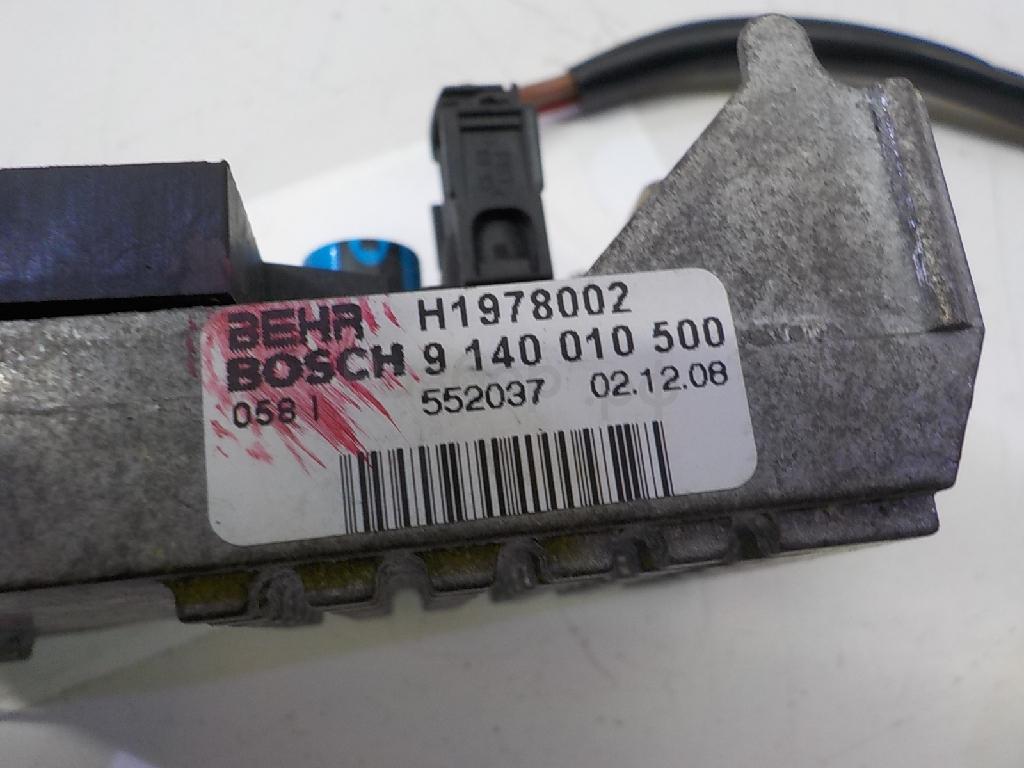 BEHR H1978002
BOSCH 9 140 010 500
058 I 552037 02.12.08